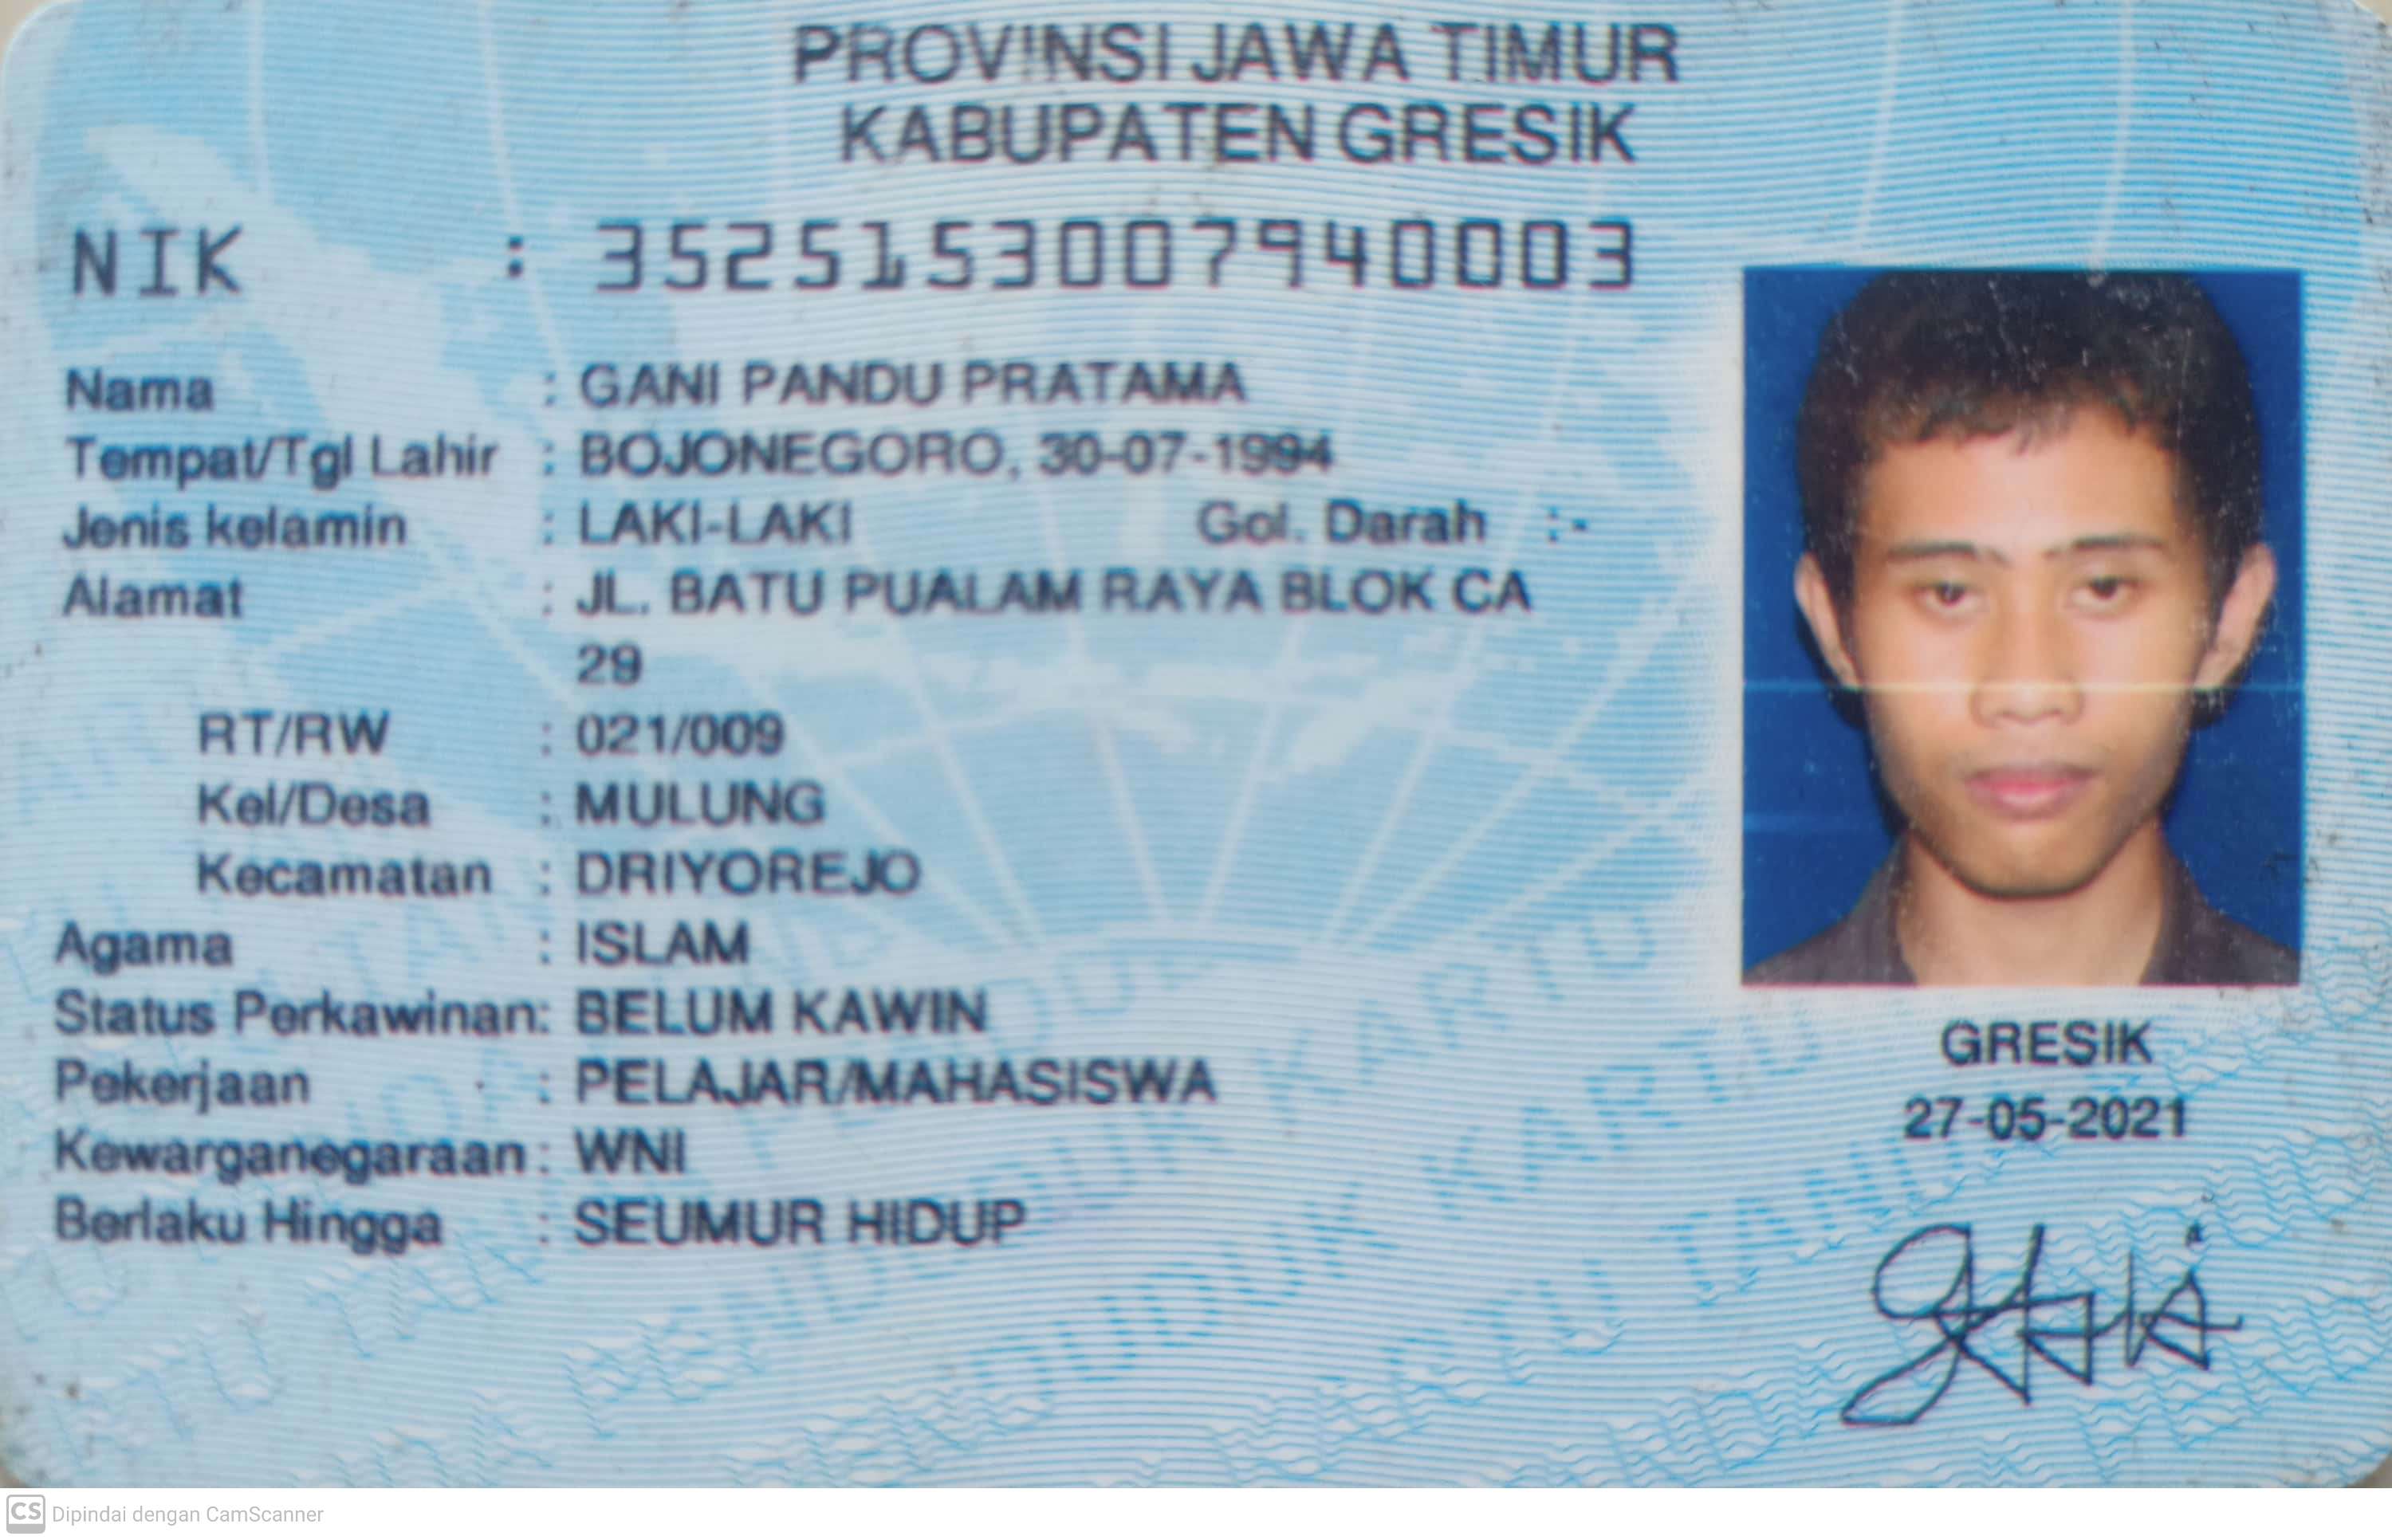 PROVINSI JAWA TIMUR
KABUPATEN GRESIK
NIK : 3525153007940003
Nama : GANI PANDU PRATAMA
Tempat/Tgl Lahir : BOJONEGORO, 30-07-1994
Jenis kelamin : LAKI-LAKI Gol. Darah :-
Alamat : JL. BATU PUALAM RAYA BLOK CA
29
RT/RW : 021/009
Kel/Desa : MULUNG
Kecamatan : DRIYOREJO
Agama : ISLAM
Status Perkawinan: BELUM KAWIN
Pekerjaan : PELAJAR/MAHASISWA
Kewarganegaraan : WNI
Berlaku Hingga : SEUMUR HIDUP
GRESIK
27-05-2021
CS Dipindai dengan CamScanner